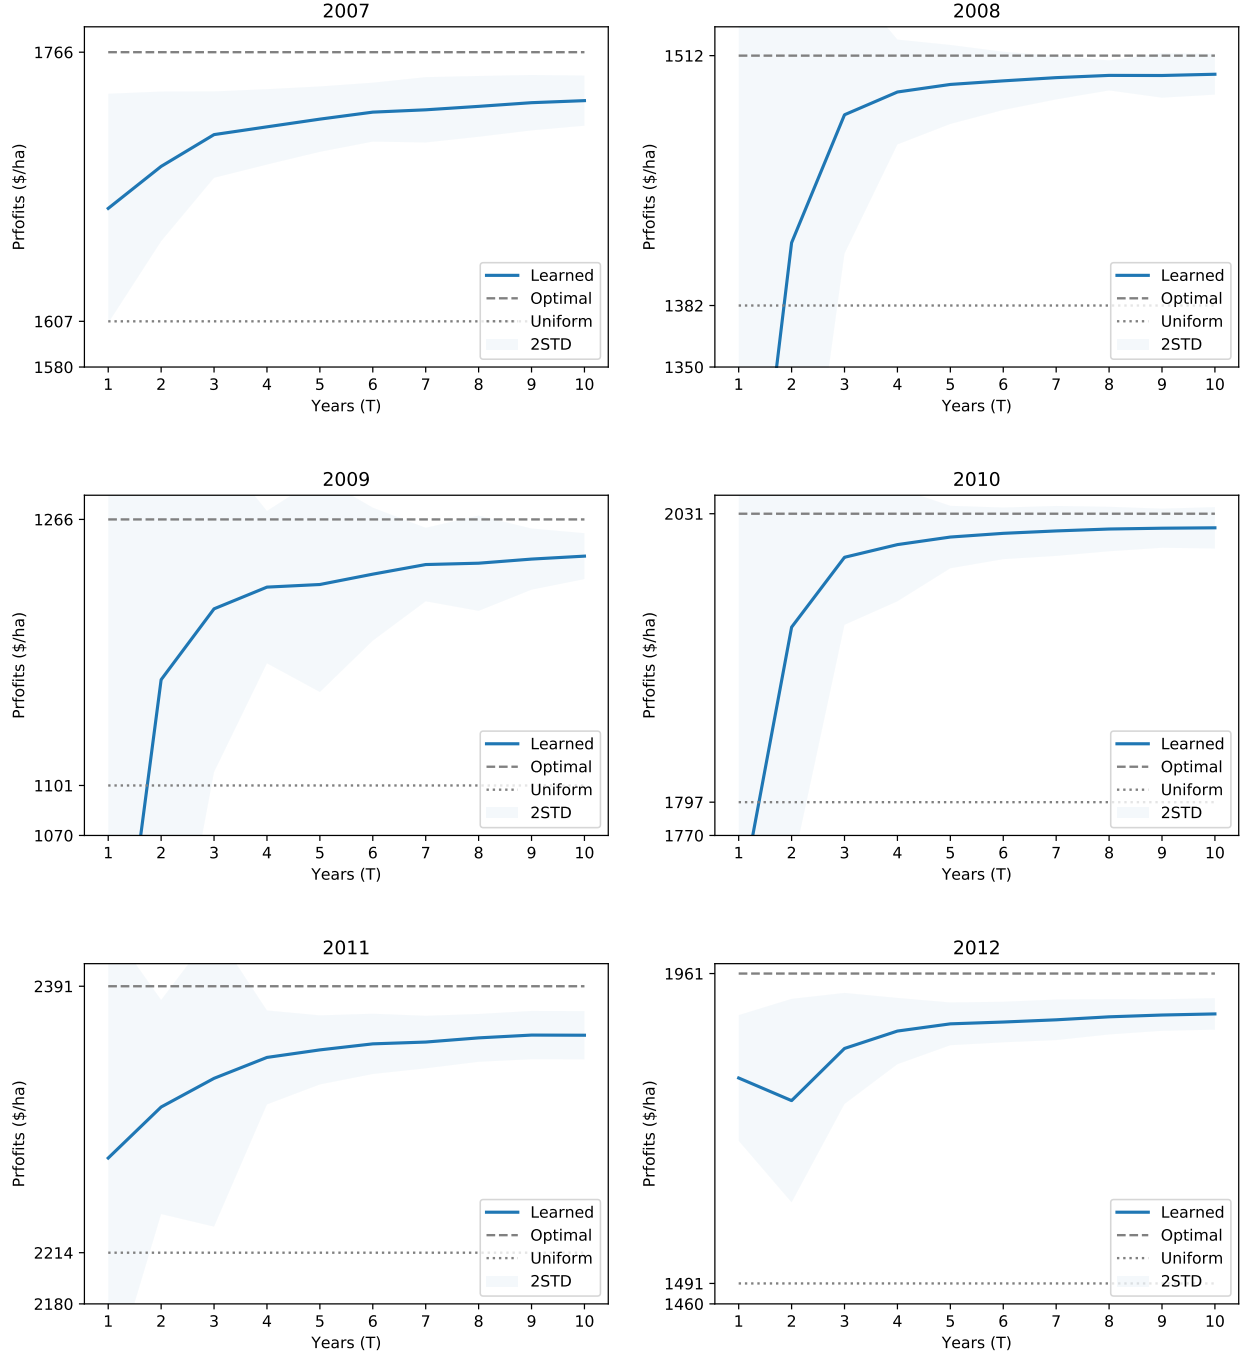 2007
1766
1607
1580
Prfofits ($/ha)
Learned
Optimal
Uniform
2STD
1 2 3 4 5 6 7 8 9 10
Years (T)
2008
1512
1382
1350
Prfofits ($/ha)
Learned
Optimal
Uniform
2STD
1 2 3 4 5 6 7 8 9 10
Years (T)
2009
1266
1101
1070
Prfofits ($/ha)
Learned
Optimal
Uniform
2STD
1 2 3 4 5 6 7 8 9 10
Years (T)
2010
2031
1797
1770
Prfofits ($/ha)
Learned
Optimal
Uniform
2STD
1 2 3 4 5 6 7 8 9 10
Years (T)
2011
2391
2214
2180
Prfofits ($/ha)
Learned
Optimal
Uniform
2STD
1 2 3 4 5 6 7 8 9 10
Years (T)
2012
1961
1491
1460
Prfofits ($/ha)
Learned
Optimal
Uniform
2STD
1 2 3 4 5 6 7 8 9 10
Years (T)